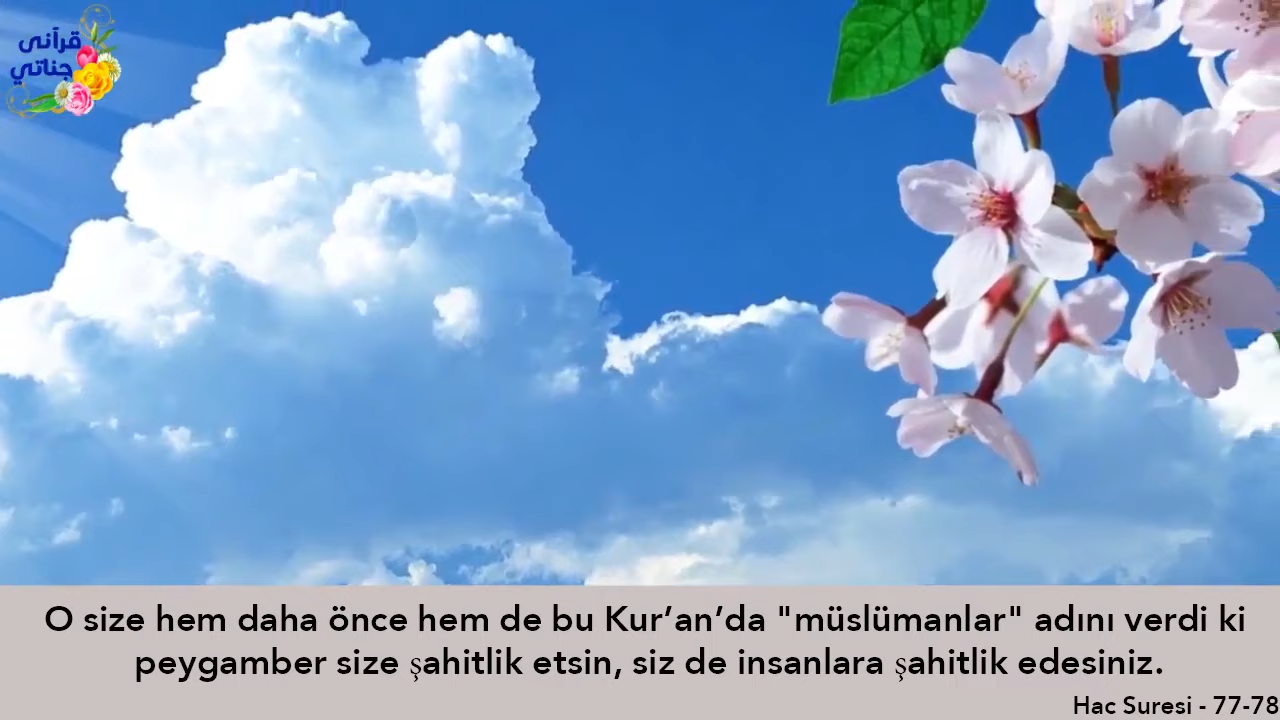 قرآنی
جناتي
O size hem daha önce hem de bu Kur’an’da "müslümanlar" adını verdi ki
peygamber size şahitlik etsin, siz de insanlara şahitlik edesiniz.
Hac Suresi - 77-78